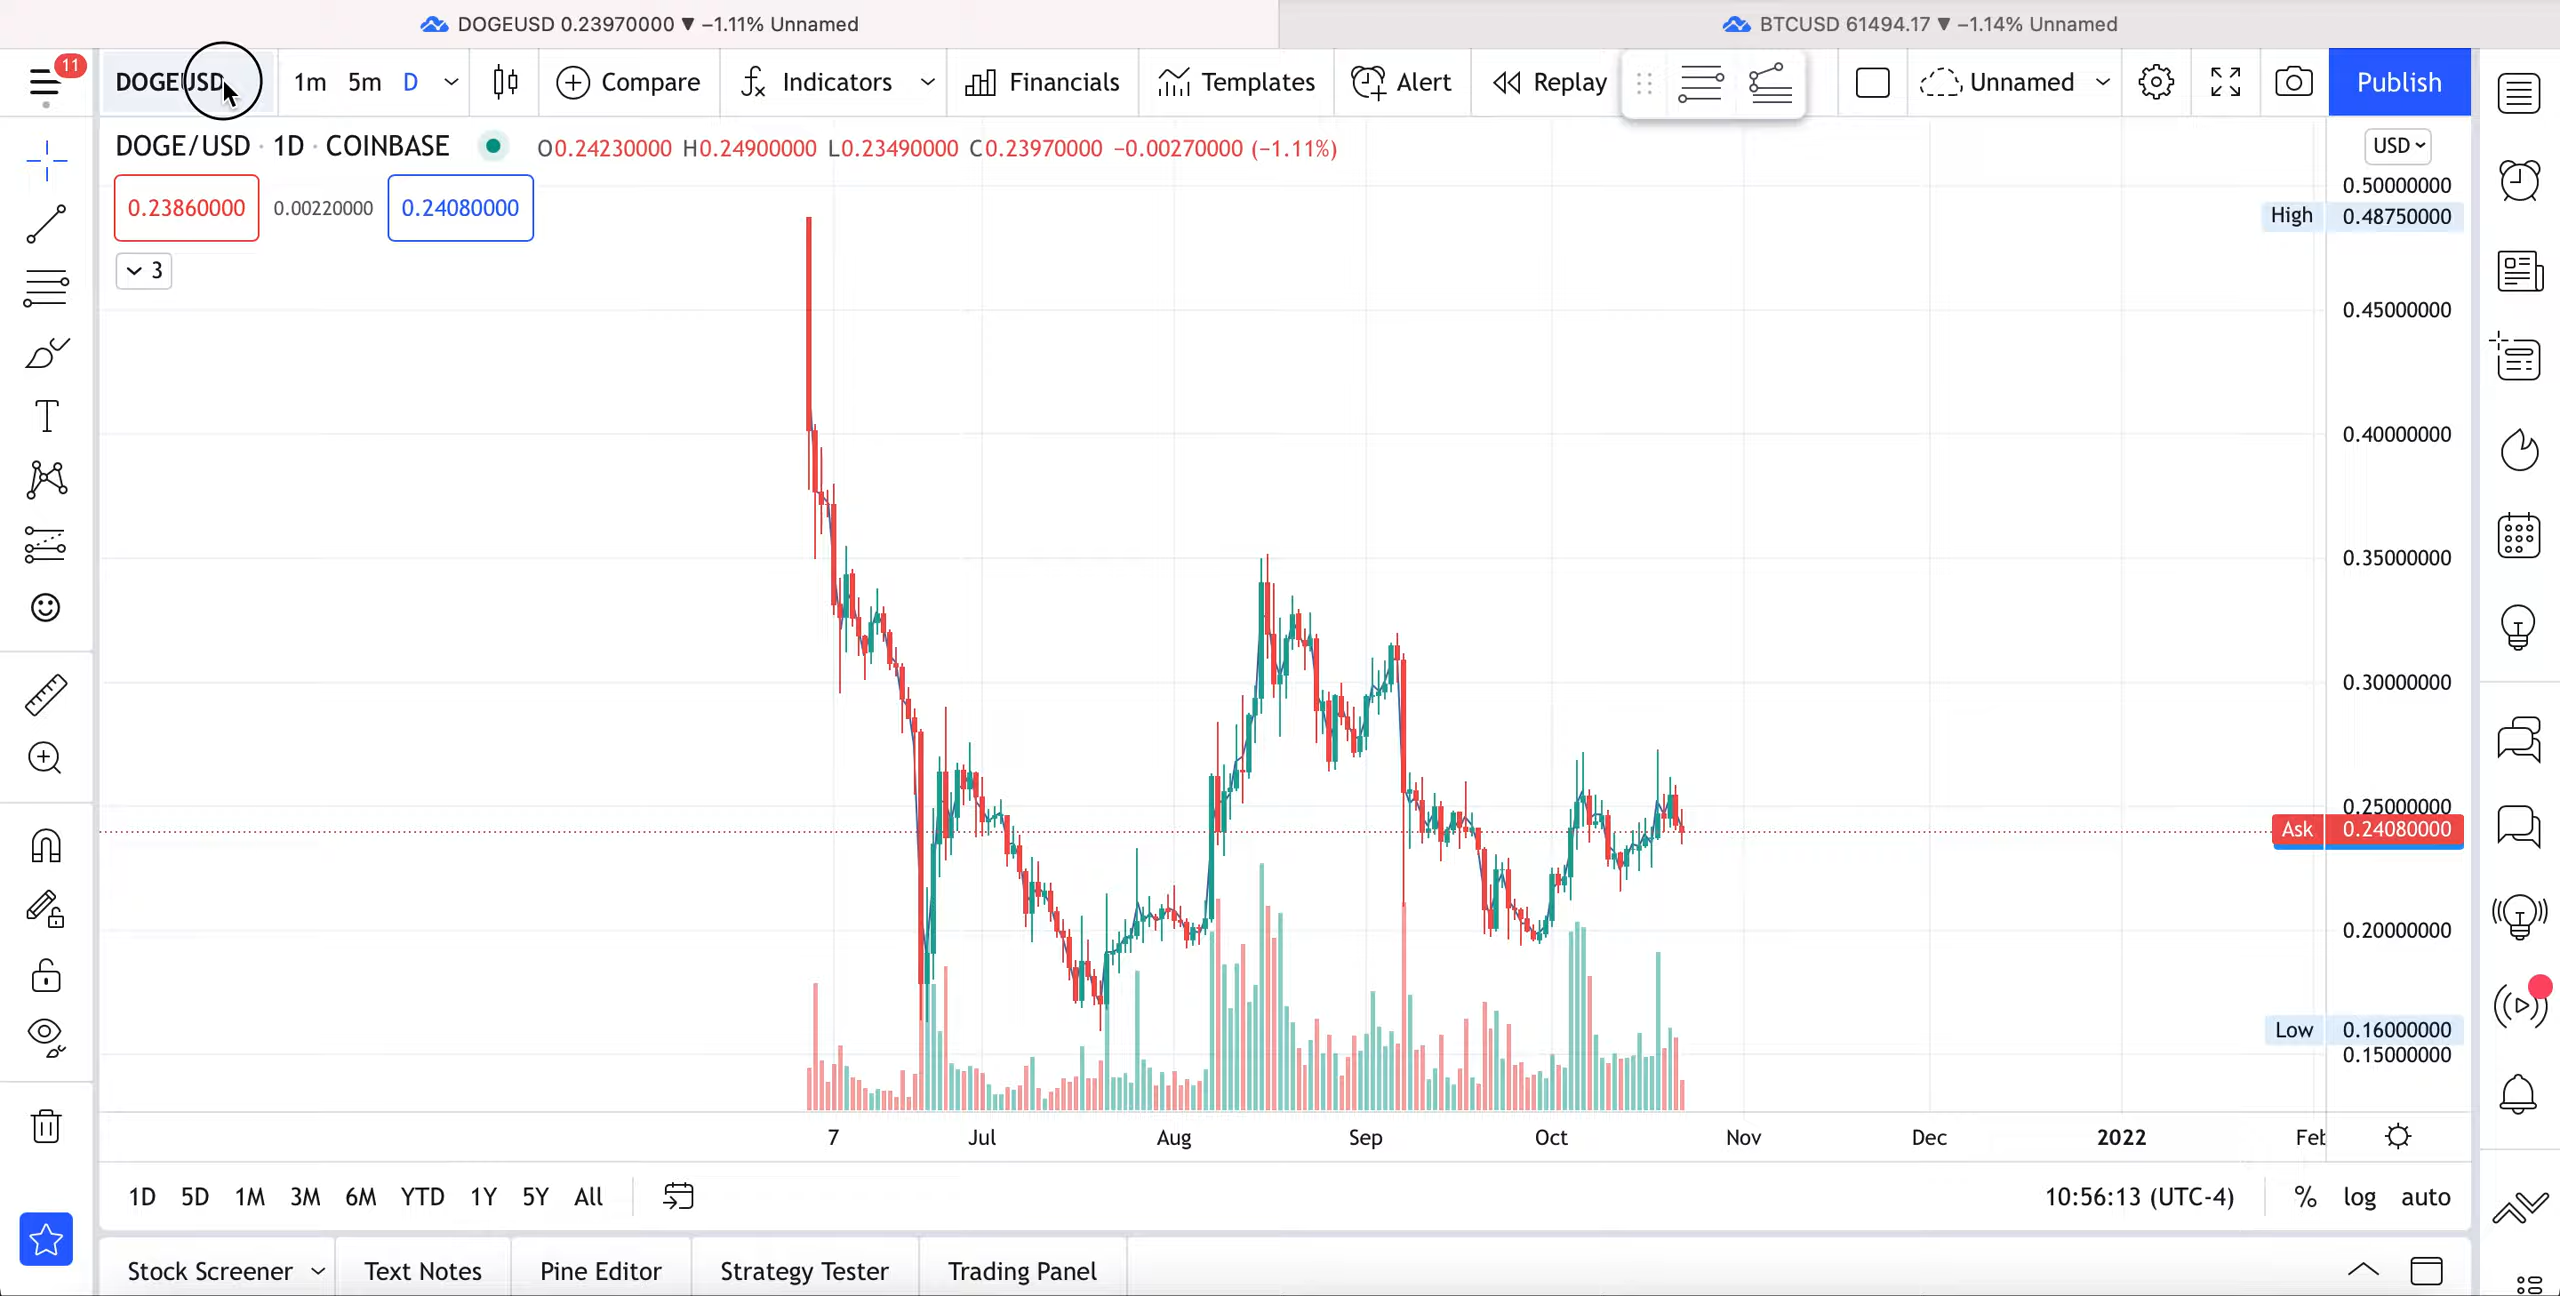 DOGEUSD 0.23970000 ▼ −1.11% Unnamed
BTCUSD 61494.17 ▼ −1.14% Unnamed
11
DOGEUSD 1m 5m D Compare Indicators Financials Templates Alert Replay Unnamed Publish
DOGE/USD · 1D · COINBASE O0.24230000 H0.24900000 L0.23490000 C0.23970000 −0.00270000 (−1.11%)
USD
0.23860000 0.00220000 0.24080000
3
0.50000000
High 0.48750000
0.45000000
0.40000000
0.35000000
0.30000000
0.25000000
Ask 0.24080000
0.20000000
Low 0.16000000
0.15000000
7 Jul Aug Sep Oct Nov Dec 2022 Feb
1D 5D 1M 3M 6M YTD 1Y 5Y All
10:56:13 (UTC-4) % log auto
Stock Screener Text Notes Pine Editor Strategy Tester Trading Panel